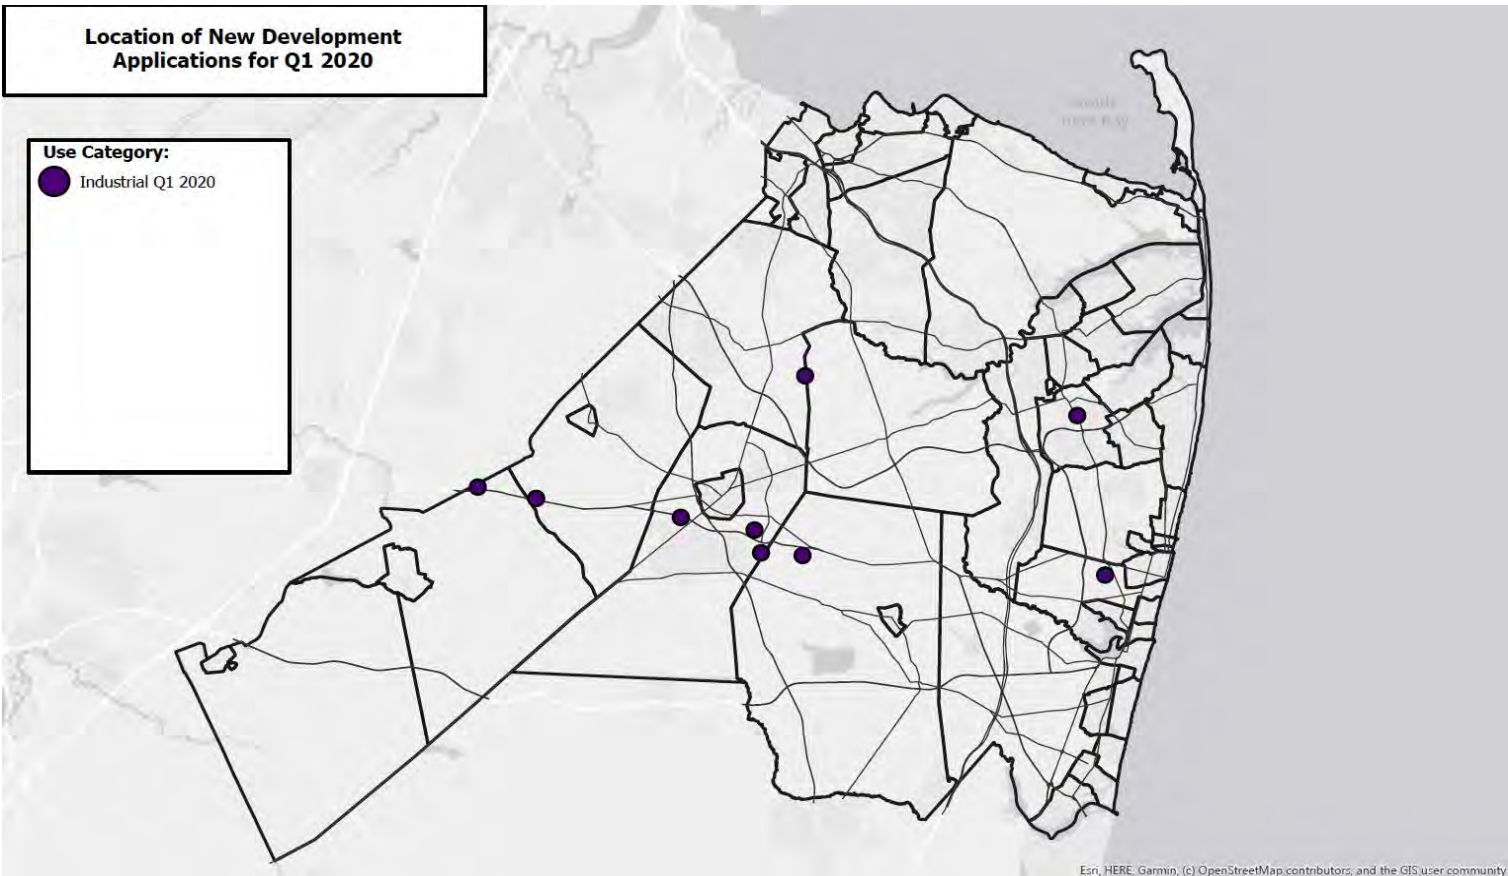 Location of New Development
Applications for Q1 2020
Use Category:
Industrial Q1 2020
Esri, HERE, Garmin, (c) OpenStreetMap contributors, and the GIS user community